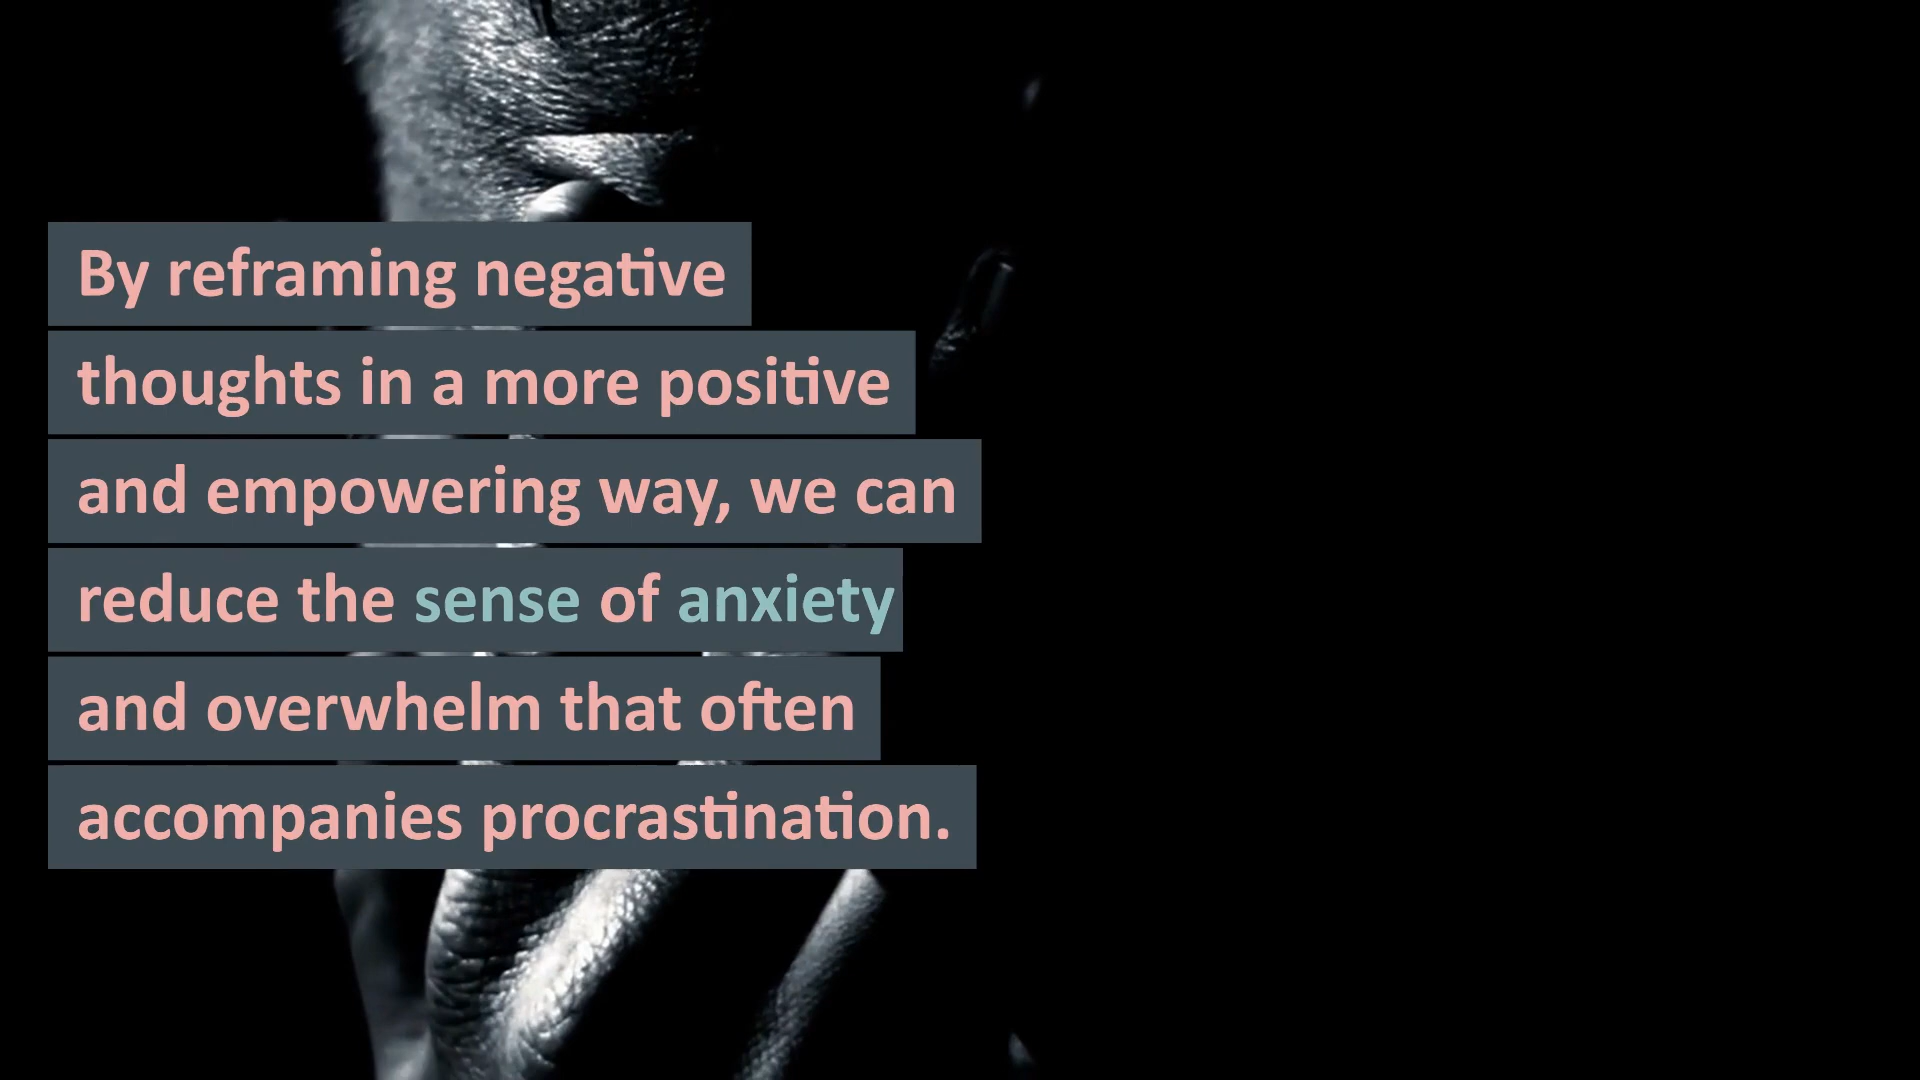 By reframing negative
thoughts in a more positive
and empowering way, we can
reduce the sense of anxiety
and overwhelm that often
accompanies procrastination.